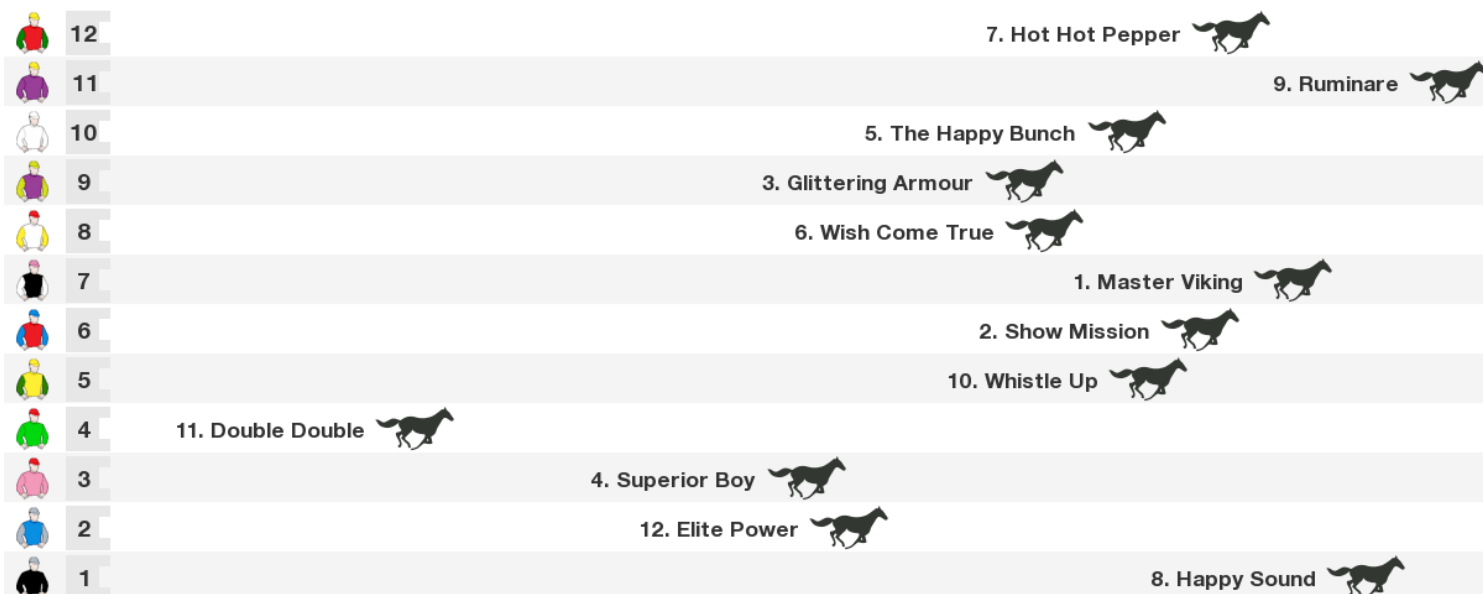 12 7. Hot Hot Pepper
11 9. Ruminare
10 5. The Happy Bunch
9 3. Glittering Armour
8 6. Wish Come True
7 1. Master Viking
6 2. Show Mission
5 10. Whistle Up
4 11. Double Double
3 4. Superior Boy
2 12. Elite Power
1 8. Happy Sound